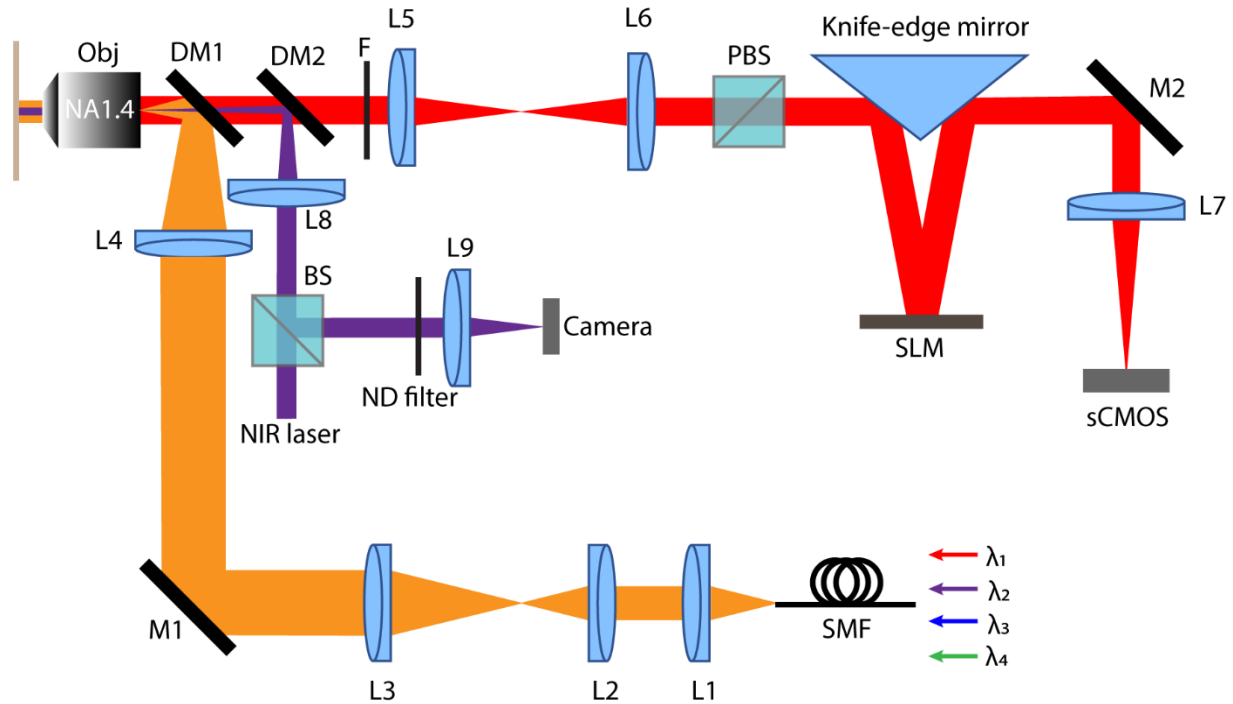 Obj
DM1
DM2
F
L5
L6
PBS
Knife-edge mirror
M2
NA1.4
L8
L7
L4
L9
BS
Camera
SLM
ND filter
NIR laser
sCMOS
λ₁
λ₂
λ₃
λ₄
SMF
M1
L3
L2
L1